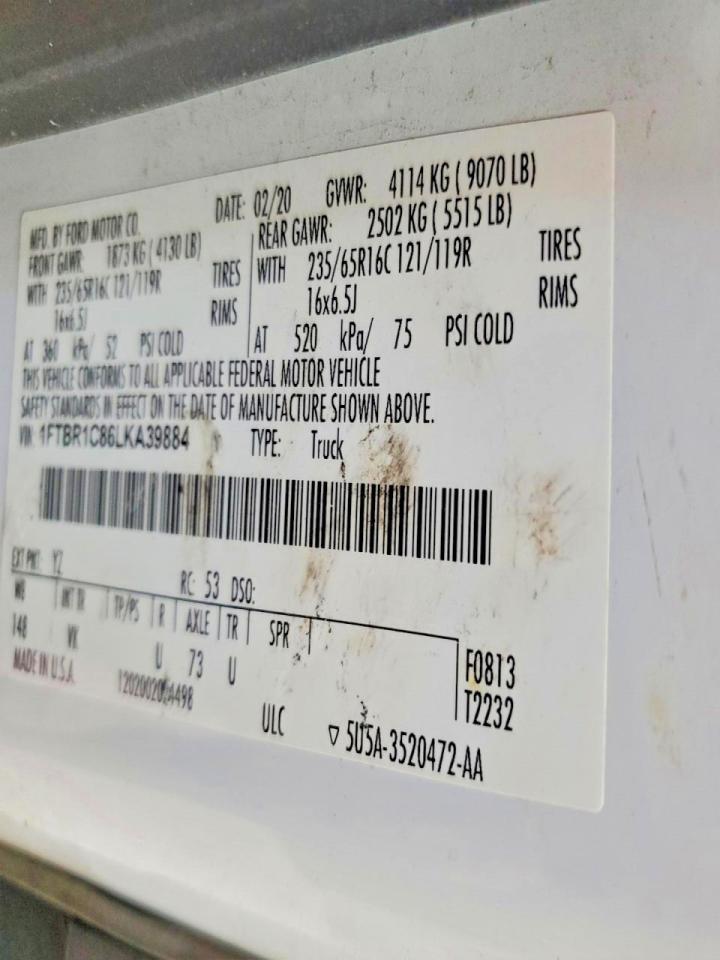 MFD. BY FORD MOTOR CO. DATE: 02/20 GVWR: 4114 KG ( 9070 LB)
FRONT GAWR: 1873 KG ( 4130 LB) REAR GAWR: 2502 KG ( 5515 LB)
WITH 235/65R16C 121/119R TIRES WITH 235/65R16C 121/119R TIRES
16x6.5J RIMS 16x6.5J RIMS
AT 360 kPa/ 52 PSI COLD AT 520 kPa/ 75 PSI COLD
THIS VEHICLE CONFORMS TO ALL APPLICABLE FEDERAL MOTOR VEHICLE
SAFETY STANDARDS IN EFFECT ON THE DATE OF MANUFACTURE SHOWN ABOVE.
VIN: 1FTBR1C86LKA39884 TYPE: Truck
EXT PNT: YZ RC: 53 DSO:
WB INT TR TP/PS R AXLE TR SPR
148 VK U 73 U F0813
T2232
MADE IN U.S.A.
ULC ▽ 5U5A-3520472-AA